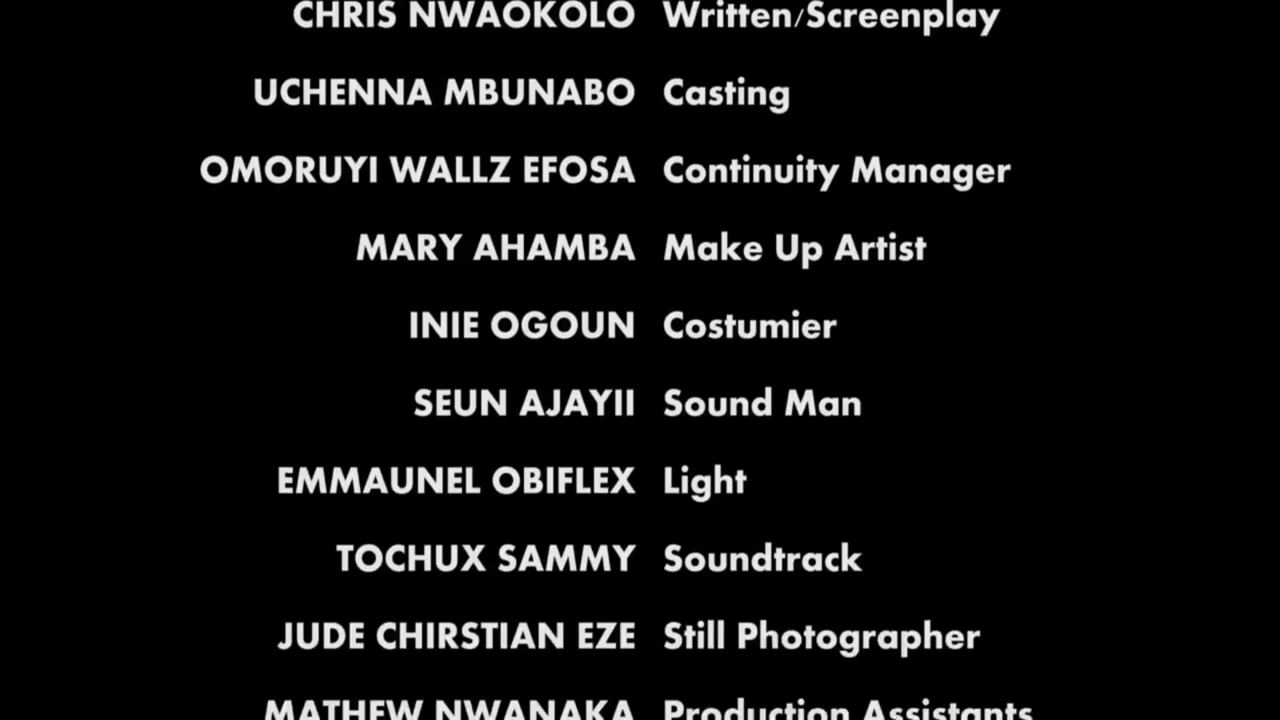 CHRIS NWAOKOLO Written/Screenplay
UCHENNA MBUNABO Casting
OMORUYI WALLZ EFOSA Continuity Manager
MARY AHAMBA Make Up Artist
INIE OGOUN Costumier
SEUN AJAYII Sound Man
EMMAUNEL OBIFLEX Light
TOCHUX SAMMY Soundtrack
JUDE CHIRSTIAN EZE Still Photographer
MATHEW NWANAKA Production Assistants